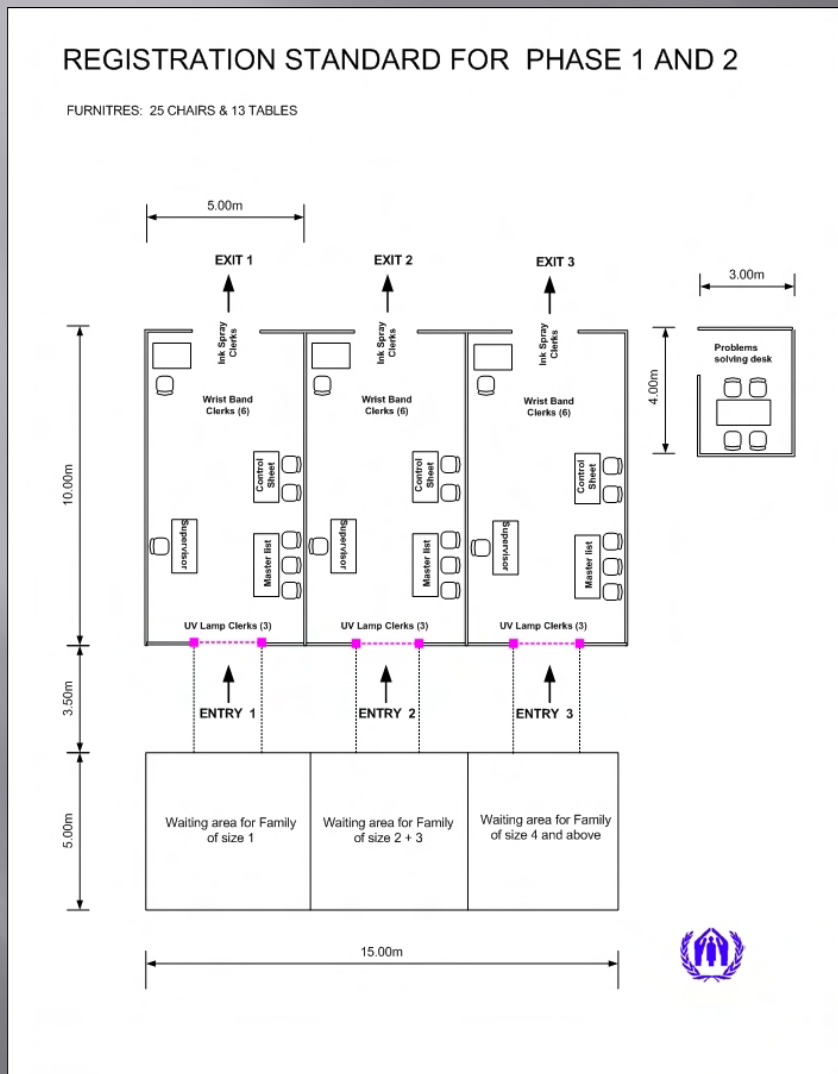 REGISTRATION STANDARD FOR PHASE 1 AND 2
FURNITRES: 25 CHAIRS & 13 TABLES
5.00m
EXIT 1
EXIT 2
EXIT 3
3.00m
Ink Spray
Clerks
Ink Spray
Clerks
Ink Spray
Clerks
Problems
solving desk
4.00m
Wrist Band
Clerks (6)
Wrist Band
Clerks (6)
Wrist Band
Clerks (6)
10.00m
Control
Sheet
Control
Sheet
Control
Sheet
Supervisor
Master list
Supervisor
Master list
Supervisor
Master list
UV Lamp Clerks (3)
UV Lamp Clerks (3)
UV Lamp Clerks (3)
3.50m
ENTRY 1
ENTRY 2
ENTRY 3
5.00m
Waiting area for Family
of size 1
Waiting area for Family
of size 2 + 3
Waiting area for Family
of size 4 and above
15.00m